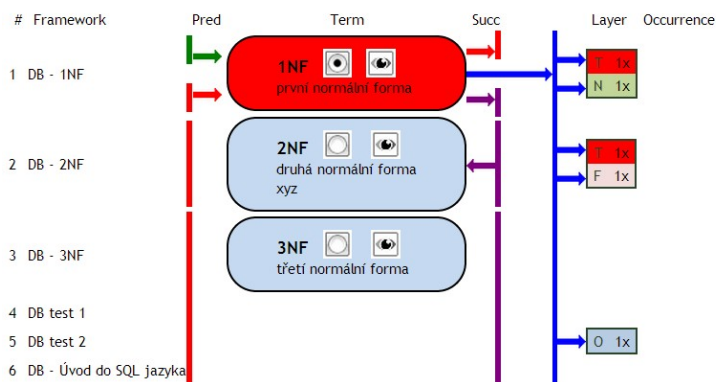 # Framework Pred Term Succ Layer Occurrence
1 DB - 1NF
1NF
první normální forma
T 1x
N 1x
2 DB - 2NF
2NF
druhá normální forma
xyz
T 1x
F 1x
3 DB - 3NF
3NF
třetí normální forma
4 DB test 1
5 DB test 2
O 1x
6 DB - Úvod do SQL jazyka